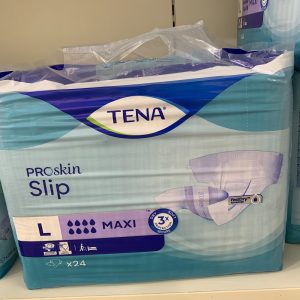 TENA
PROskin
Slip
3x
L MAXI
x24